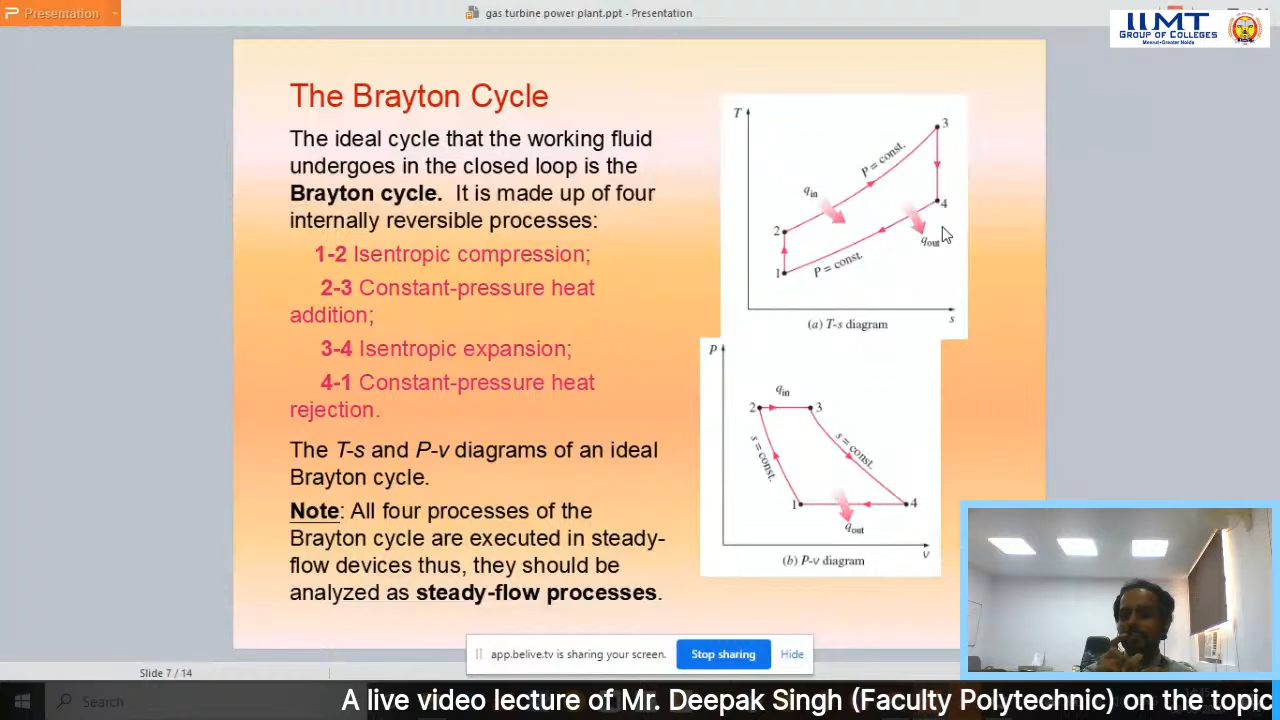 Presentation
gas turbine power plant.ppt - Presentation
IIMT
GROUP OF COLLEGES
Meerut•Greater Noida
The Brayton Cycle
The ideal cycle that the working fluid
undergoes in the closed loop is the
Brayton cycle. It is made up of four
internally reversible processes:
1-2 Isentropic compression;
2-3 Constant-pressure heat
addition;
3-4 Isentropic expansion;
4-1 Constant-pressure heat
rejection.
The T-s and P-v diagrams of an ideal
Brayton cycle.
Note: All four processes of the
Brayton cycle are executed in steady-
flow devices thus, they should be
analyzed as steady-flow processes.
T
3
P = const.
qin
4
2
qout
1
P = const.
s
(a) T-s diagram
P
qin
2
3
s = const.
s = const.
1
4
qout
v
(b) P-v diagram
app.belive.tv is sharing your screen.
Stop sharing
Hide
Slide 7 / 14
Search
A live video lecture of Mr. Deepak Singh (Faculty Polytechnic) on the topic